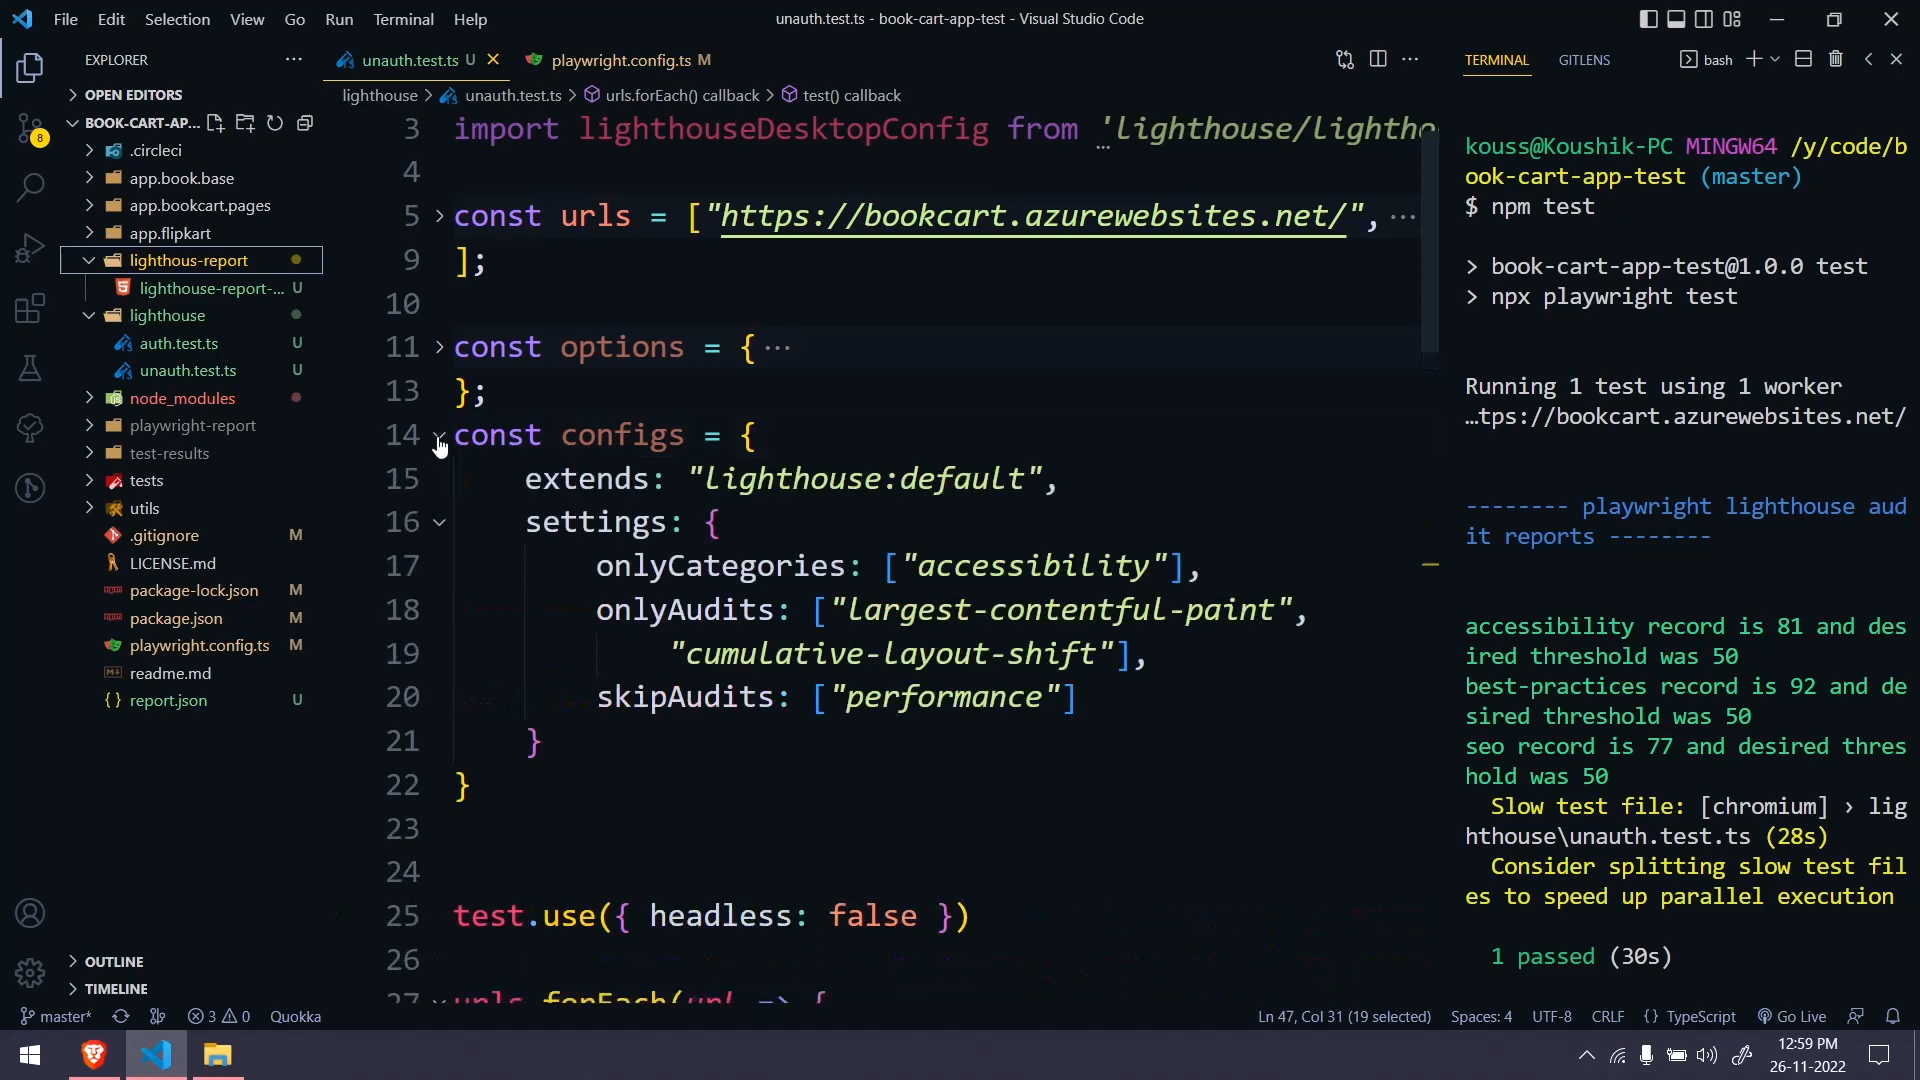 File Edit Selection View Go Run Terminal Help
unauth.test.ts - book-cart-app-test - Visual Studio Code
EXPLORER
OPEN EDITORS
BOOK-CART-AP...
.circleci
app.book.base
app.bookcart.pages
app.flipkart
lighthous-report
lighthouse-report-... U
lighthouse
auth.test.ts U
unauth.test.ts U
node_modules
playwright-report
test-results
tests
utils
.gitignore M
LICENSE.md
package-lock.json M
package.json M
playwright.config.ts M
readme.md
report.json U
OUTLINE
TIMELINE
8
unauth.test.ts U
playwright.config.ts M
lighthouse > unauth.test.ts > urls.forEach() callback > test() callback
3 import lighthouseDesktopConfig from 'lighthouse/lightho
4
5 const urls = ["https://bookcart.azurewebsites.net/", ...
9 ];
10
11 const options = { ...
13 };
14 const configs = {
15 extends: "lighthouse:default",
16 settings: {
17 onlyCategories: ["accessibility"],
18 onlyAudits: ["largest-contentful-paint",
19 "cumulative-layout-shift"],
20 skipAudits: ["performance"]
21 }
22 }
23
24
25 test.use({ headless: false })
26
27 urls.forEach(url => {
TERMINAL GITLENS bash
kouss@Koushik-PC MINGW64 /y/code/b
ook-cart-app-test (master)
$ npm test
> book-cart-app-test@1.0.0 test
> npx playwright test
Running 1 test using 1 worker
…tps://bookcart.azurewebsites.net/
-------- playwright lighthouse aud
it reports --------
accessibility record is 81 and des
ired threshold was 50
best-practices record is 92 and de
sired threshold was 50
seo record is 77 and desired thres
hold was 50
Slow test file: [chromium] › lig
hthouse\unauth.test.ts (28s)
Consider splitting slow test fil
es to speed up parallel execution
1 passed (30s)
master* 3 0 Quokka
Ln 47, Col 31 (19 selected) Spaces: 4 UTF-8 CRLF {} TypeScript Go Live
12:59 PM
26-11-2022